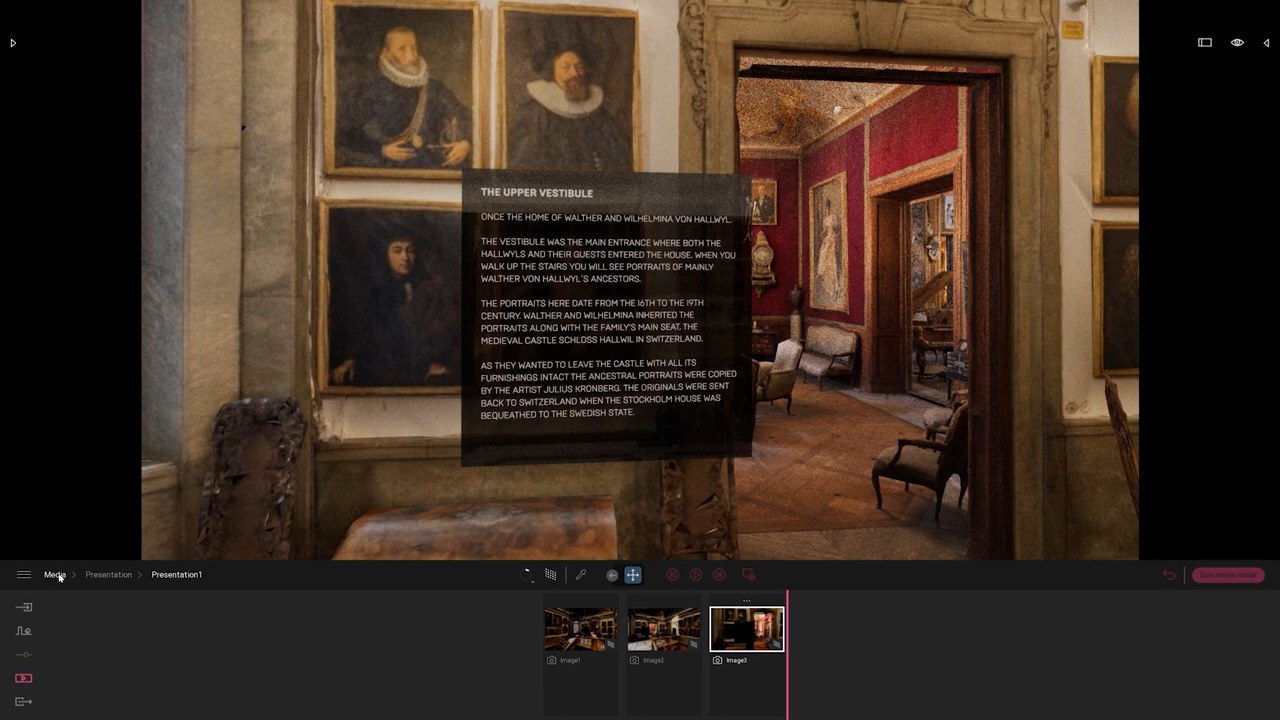 THE UPPER VESTIBULE
ONCE THE HOME OF WALTHER AND WILHELMINA VON HALLWYL.
THE VESTIBULE WAS THE MAIN ENTRANCE WHERE BOTH THE
HALLWYLS AND THEIR GUESTS ENTERED THE HOUSE. WHEN YOU
WALK UP THE STAIRS YOU WILL SEE PORTRAITS OF MAINLY
WALTHER VON HALLWYL'S ANCESTORS.
THE PORTRAITS HERE DATE FROM THE 16TH TO THE 19TH
CENTURY. WALTHER AND WILHELMINA INHERITED THE
PORTRAITS ALONG WITH THE FAMILY'S MAIN SEAT, THE
MEDIEVAL CASTLE SCHLOSS HALLWIL IN SWITZERLAND.
AS THEY WANTED TO LEAVE THE CASTLE WITH ALL ITS
FURNISHINGS INTACT THE ANCESTRAL PORTRAITS WERE COPIED
BY THE ARTIST JULIUS KRONBERG. THE ORIGINALS WERE SENT
BACK TO SWITZERLAND WHEN THE STOCKHOLM HOUSE WAS
BEQUEATHED TO THE SWEDISH STATE.
Media > Presentation > Presentation1
Quit media mode
...
Image1 Image2 Image3